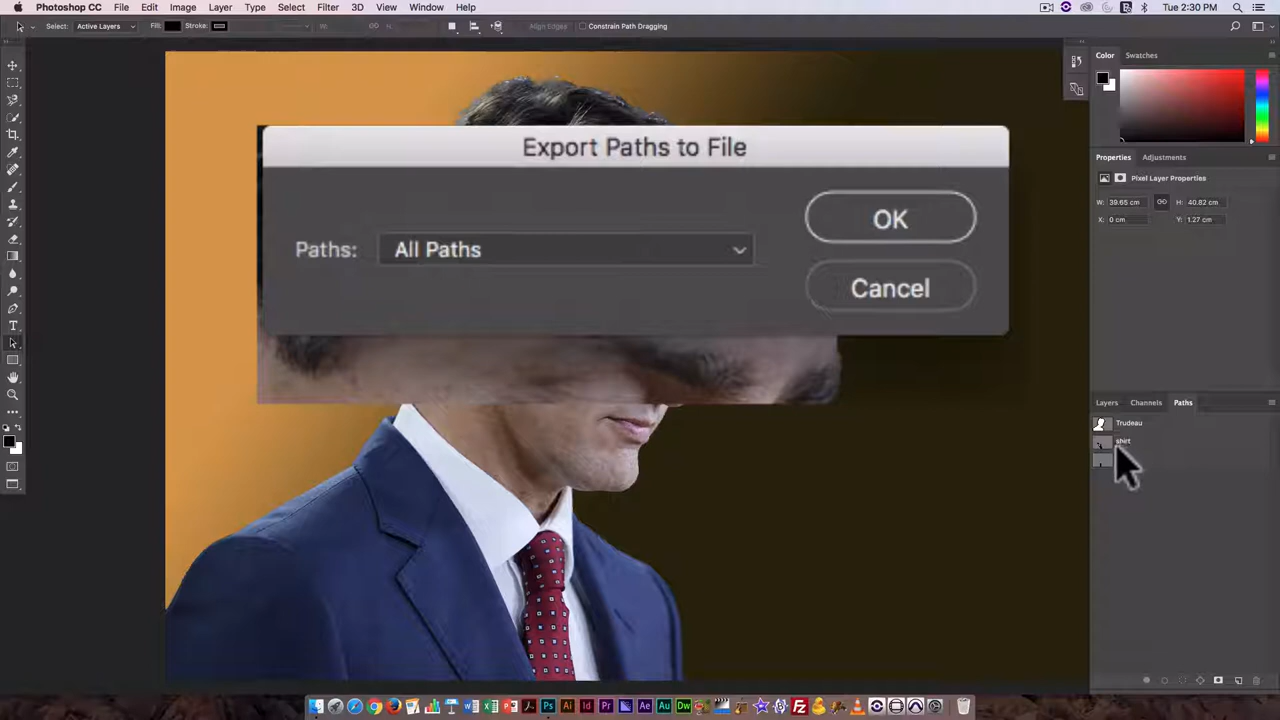 Photoshop CC File Edit Image Layer Type Select Filter 3D View Window Help Tue 2:30 PM
Select: Active Layers Fill: Stroke: W: H: Align Edges Constrain Path Dragging
Color Swatches
Export Paths to File
Properties Adjustments
Pixel Layer Properties
W: 39.65 cm H: 40.82 cm
X: 0 cm Y: 1.27 cm
OK
Paths: All Paths
Cancel
Layers Channels Paths
Trudeau
shirt